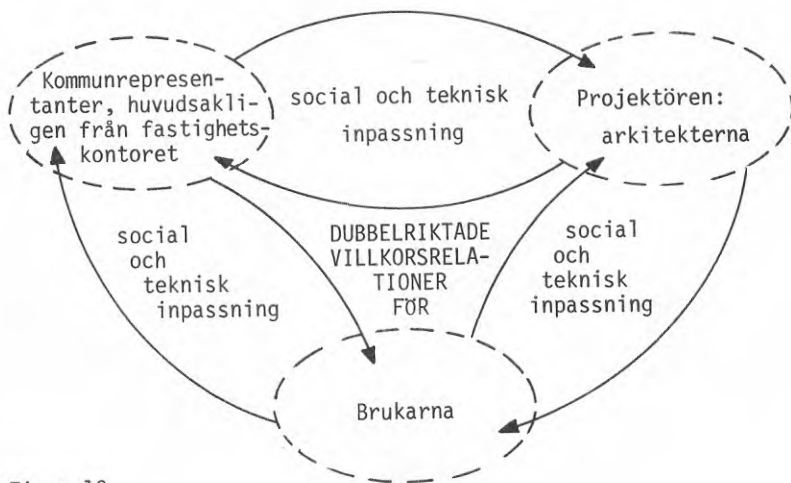 Kommunrepresen-
tanter, huvudsakli-
gen från fastighets-
kontoret
social och teknisk
inpassning
Projektören:
arkitekterna
social
och
teknisk
inpassning
DUBBELRIKTADE
VILLKORSRELA-
TIONER
FÖR
social
och
teknisk
inpassning
Brukarna